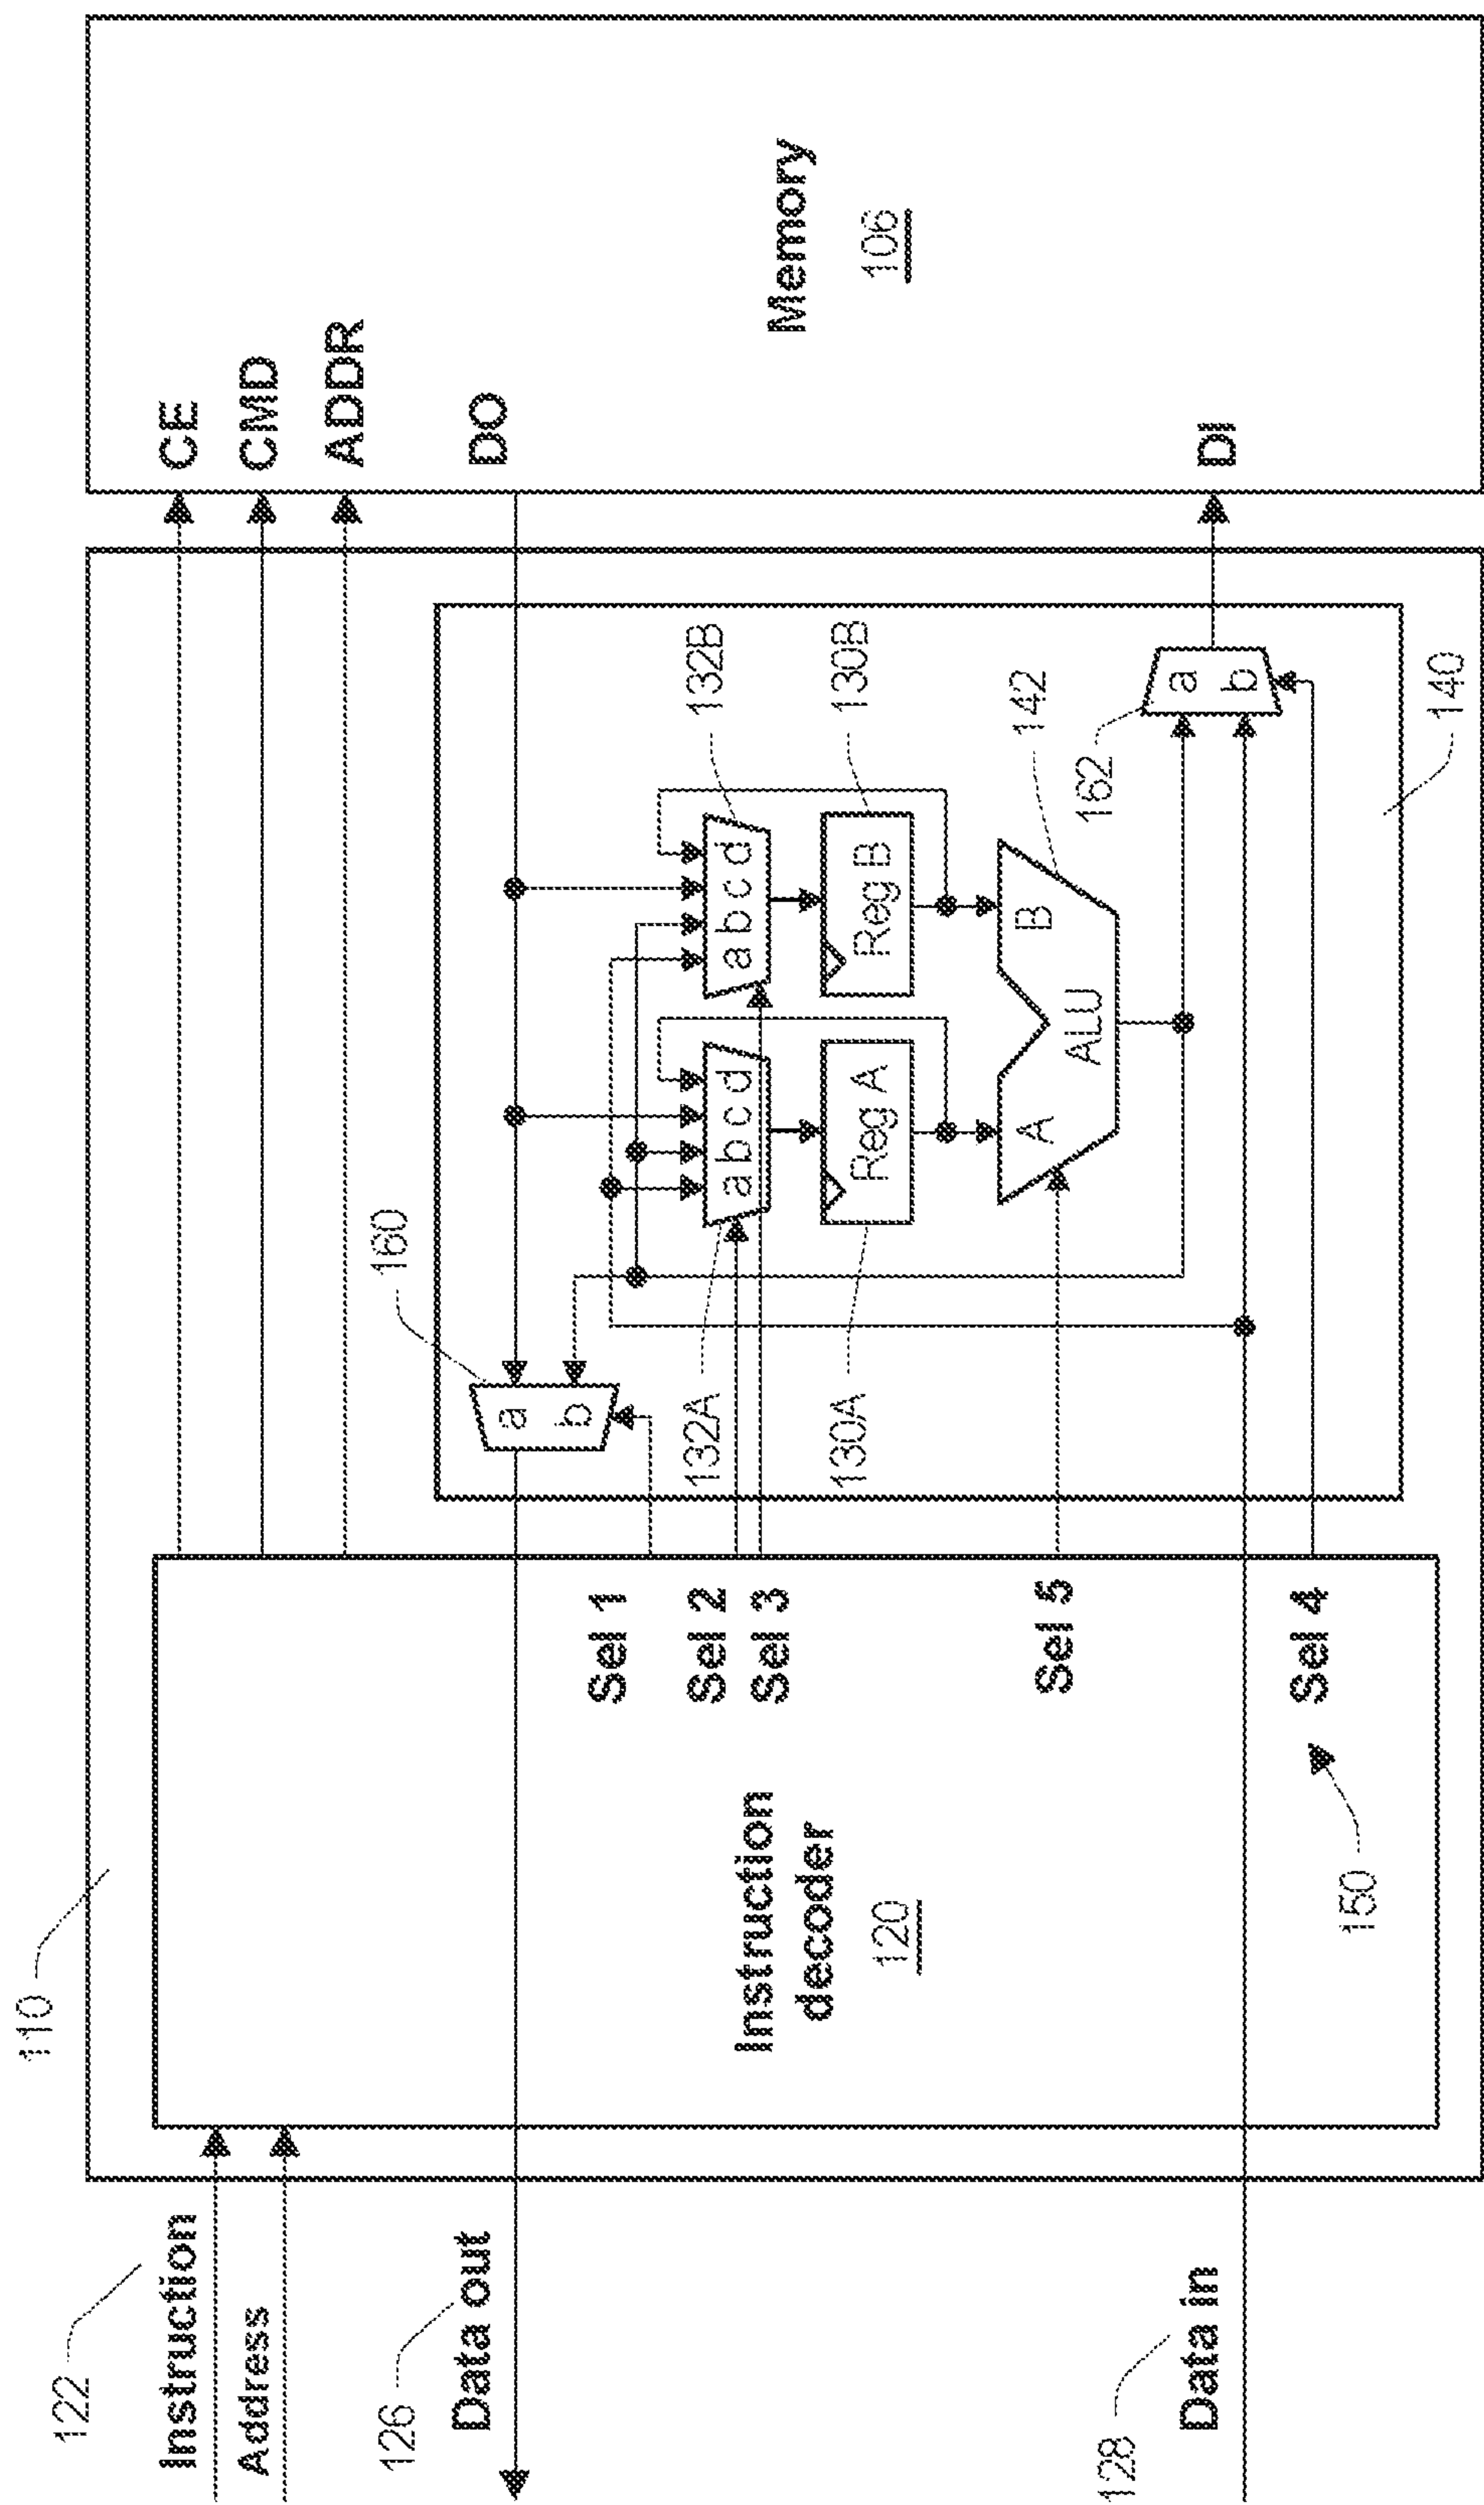 110
122
Instruction
Address
126
Data out
128
Data in
Instruction
decoder
120
150
Sel 1
Sel 2
Sel 3
Sel 5
Sel 4
160
a
b
132A
a b c d
132B
a b c d
130A
Reg A
130B
Reg B
A
B
ALU
142
162
a
b
140
CE
CMD
ADDR
DO
DI
Memory
106